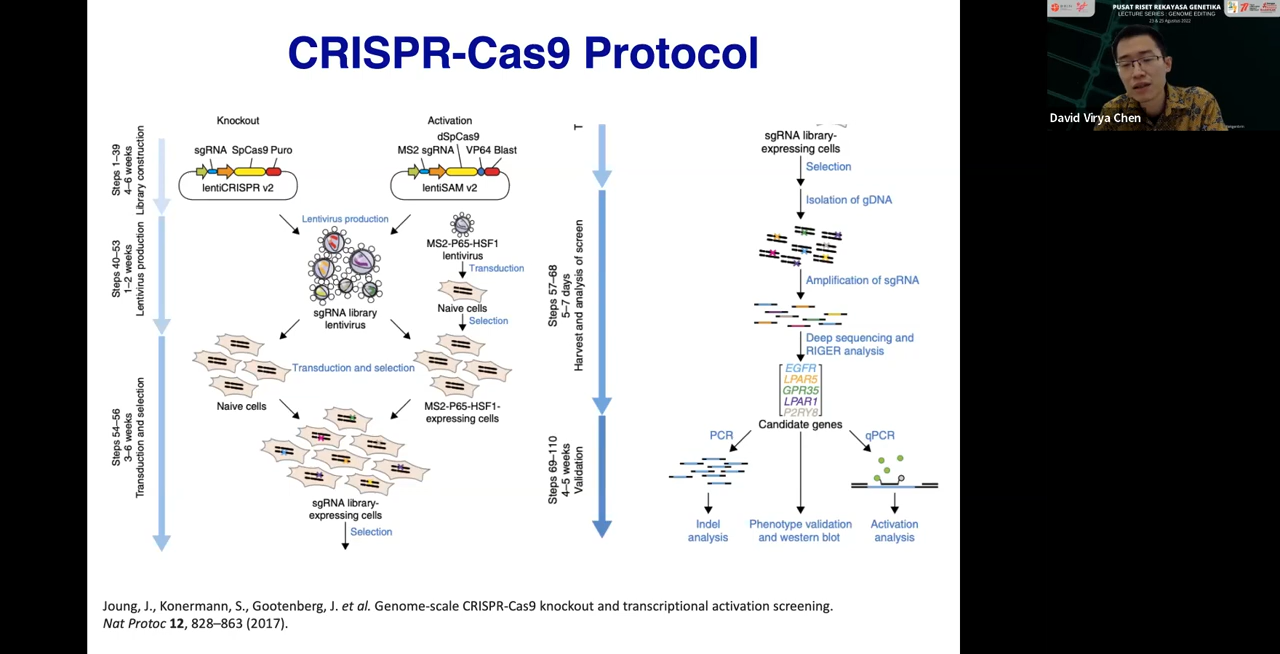 CRISPR-Cas9 Protocol
Knockout
sgRNA SpCas9 Puro
lentiCRISPR v2
Activation
dSpCas9
MS2 sgRNA VP64 Blast
lentiSAM v2
Steps 1–39
4–6 weeks
Library construction
Lentivirus production
MS2-P65-HSF1
lentivirus
Transduction
Naive cells
Selection
sgRNA library
lentivirus
Steps 40–53
1–2 weeks
Lentivirus production
Transduction and selection
Naive cells
MS2-P65-HSF1-
expressing cells
sgRNA library-
expressing cells
Selection
Steps 54–56
3–6 weeks
Transduction and selection
T
Steps 57–68
5–7 days
Harvest and analysis of screen
Steps 69–110
4–5 weeks
Validation
sgRNA library-
expressing cells
Selection
Isolation of gDNA
Amplification of sgRNA
Deep sequencing and
RIGER analysis
EGFR
LPAR5
GPR35
LPAR1
P2RY8
Candidate genes
PCR
qPCR
Indel
analysis
Phenotype validation
and western blot
Activation
analysis
Joung, J., Konermann, S., Gootenberg, J. et al. Genome-scale CRISPR-Cas9 knockout and transcriptional activation screening.
Nat Protoc 12, 828–863 (2017).
PUSAT RISET REKAYASA GENETIKA
LECTURE SERIES : GENOME EDITING
23 & 25 Agustus 2022
David Virya Chen